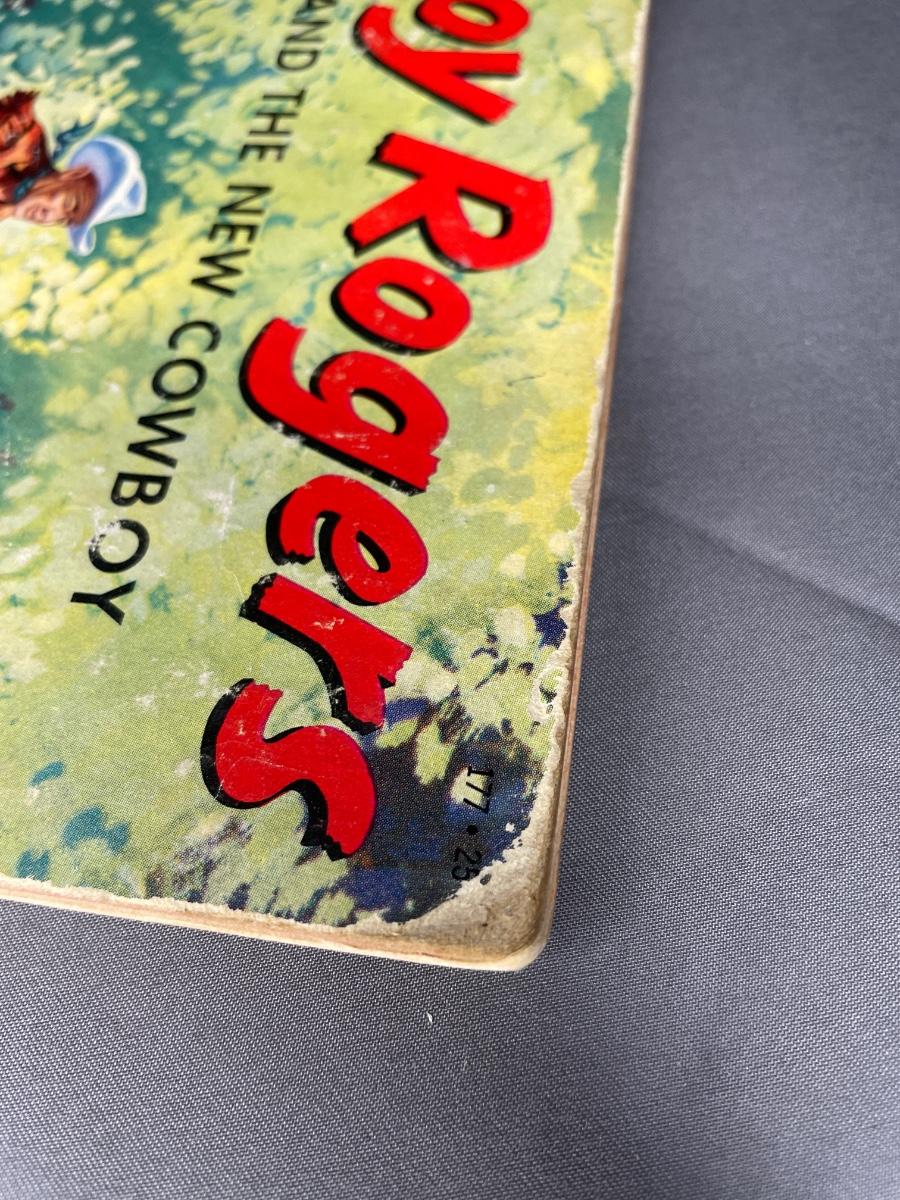 177 • 25
oy Rogers
AND THE NEW COWBOY